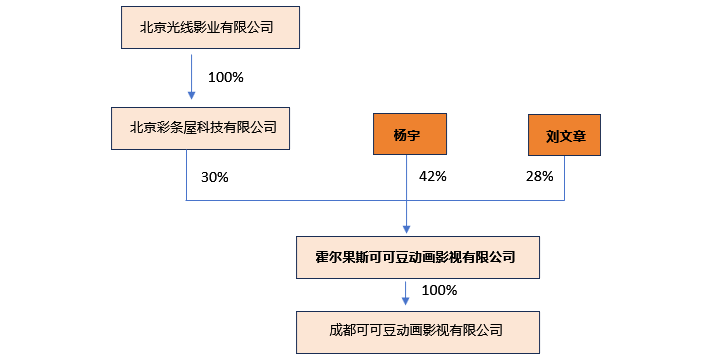 北京光线影业有限公司
100%
北京彩条屋科技有限公司
杨宇
刘文章
30%
42%
28%
霍尔果斯可可豆动画影视有限公司
100%
成都可可豆动画影视有限公司